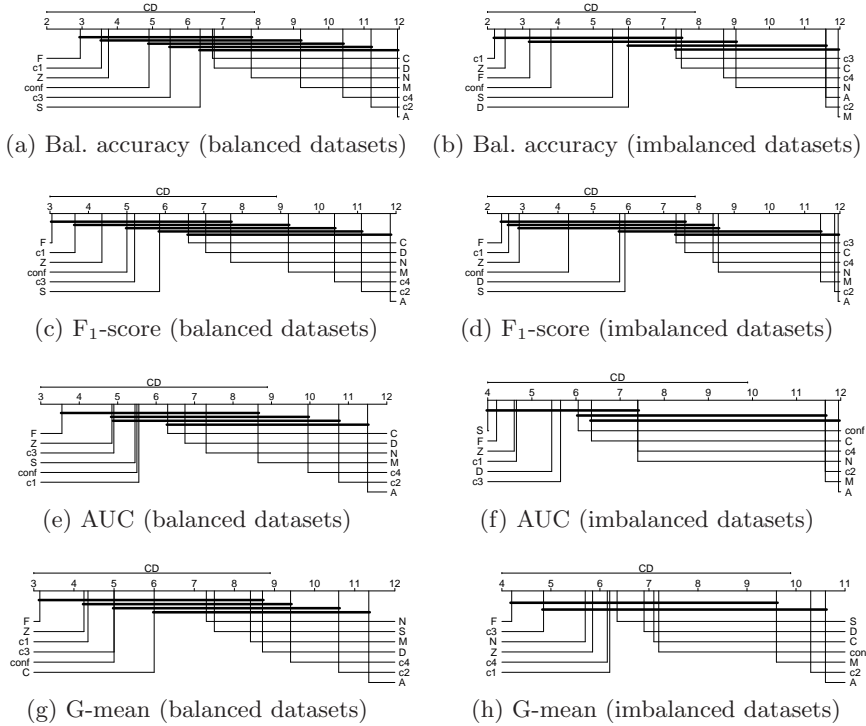 CD
2 3 4 5 6 7 8 9 10 11 12
F C
c1 D
Z N
conf M
c3 c4
S c2
A
(a) Bal. accuracy (balanced datasets)
CD
2 3 4 5 6 7 8 9 10 11 12
c1 c3
Z C
F c4
conf N
S A
D c2
M
(b) Bal. accuracy (imbalanced datasets)
CD
3 4 5 6 7 8 9 10 11 12
F C
c1 D
Z N
conf M
c3 c4
S c2
A
(c) F₁-score (balanced datasets)
CD
2 3 4 5 6 7 8 9 10 11 12
F c3
c1 C
Z c4
conf N
D M
S c2
A
(d) F₁-score (imbalanced datasets)
CD
3 4 5 6 7 8 9 10 11 12
F C
Z D
c3 N
S M
conf c4
c1 c2
A
(e) AUC (balanced datasets)
CD
4 5 6 7 8 9 10 11 12
S conf
F C
Z c4
c1 N
D c2
c3 M
A
(f) AUC (imbalanced datasets)
CD
3 4 5 6 7 8 9 10 11 12
F N
Z S
c1 M
c3 D
conf c4
C c2
A
(g) G-mean (balanced datasets)
CD
4 5 6 7 8 9 10 11
F S
c3 D
N C
Z con
c4 M
c1 c2
A
(h) G-mean (imbalanced datasets)